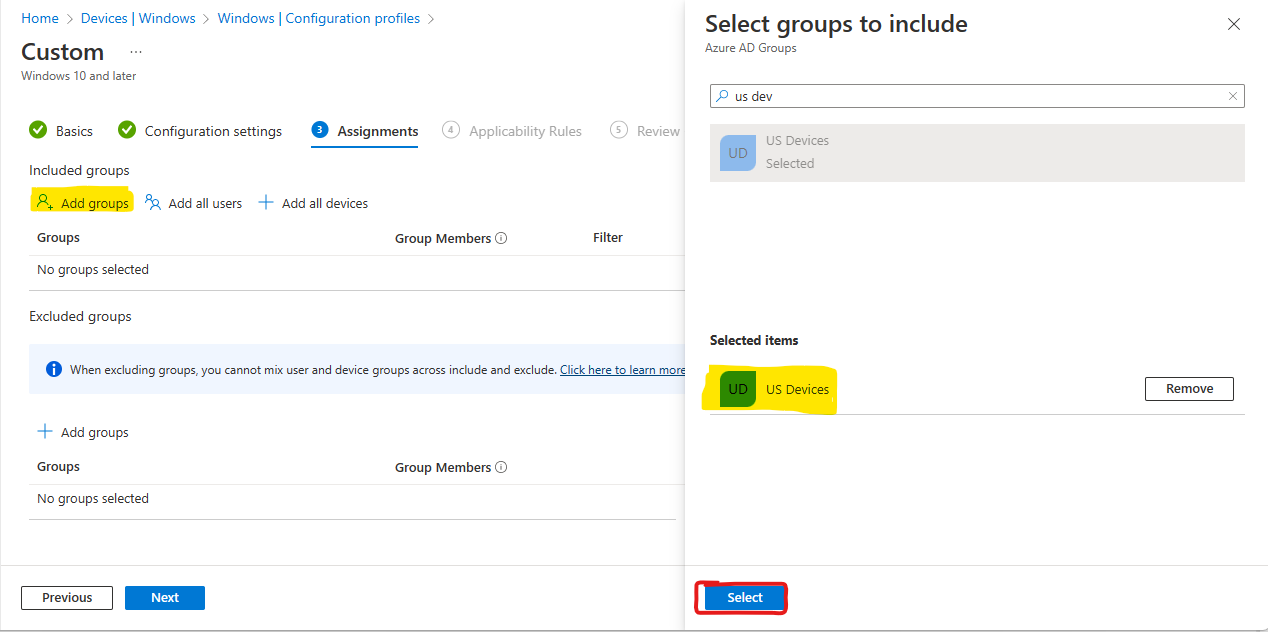 Home > Devices | Windows > Windows | Configuration profiles >
Custom ...
Windows 10 and later
Basics
Configuration settings
3 Assignments
4 Applicability Rules
5 Review
Included groups
Add groups
Add all users
Add all devices
Groups Group Members Filter
No groups selected
Excluded groups
When excluding groups, you cannot mix user and device groups across include and exclude. Click here to learn more
Add groups
Groups Group Members
No groups selected
Previous
Next
Select groups to include
Azure AD Groups
us dev
UD
US Devices
Selected
Selected items
UD US Devices
Remove
Select